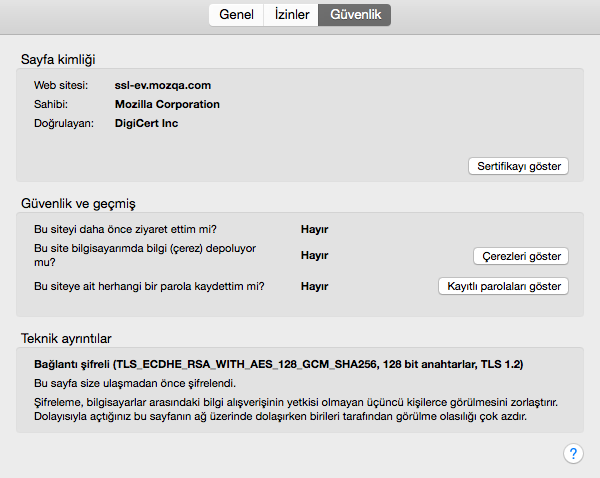 Genel İzinler Güvenlik
Sayfa kimliği
Web sitesi: ssl-ev.mozqa.com
Sahibi: Mozilla Corporation
Doğrulayan: DigiCert Inc
Sertifikayı göster
Güvenlik ve geçmiş
Bu siteyi daha önce ziyaret ettim mi? Hayır
Bu site bilgisayarımda bilgi (çerez) depoluyor
mu? Hayır Çerezleri göster
Bu siteye ait herhangi bir parola kaydettim mi? Hayır Kayıtlı parolaları göster
Teknik ayrıntılar
Bağlantı şifreli (TLS_ECDHE_RSA_WITH_AES_128_GCM_SHA256, 128 bit anahtarlar, TLS 1.2)
Bu sayfa size ulaşmadan önce şifrelendi.
Şifreleme, bilgisayarlar arasındaki bilgi alışverişinin yetkisi olmayan üçüncü kişilerce görülmesini zorlaştırır.
Dolayısıyla açtığınız bu sayfanın ağ üzerinde dolaşırken birileri tarafından görülme olasılığı çok azdır.
?